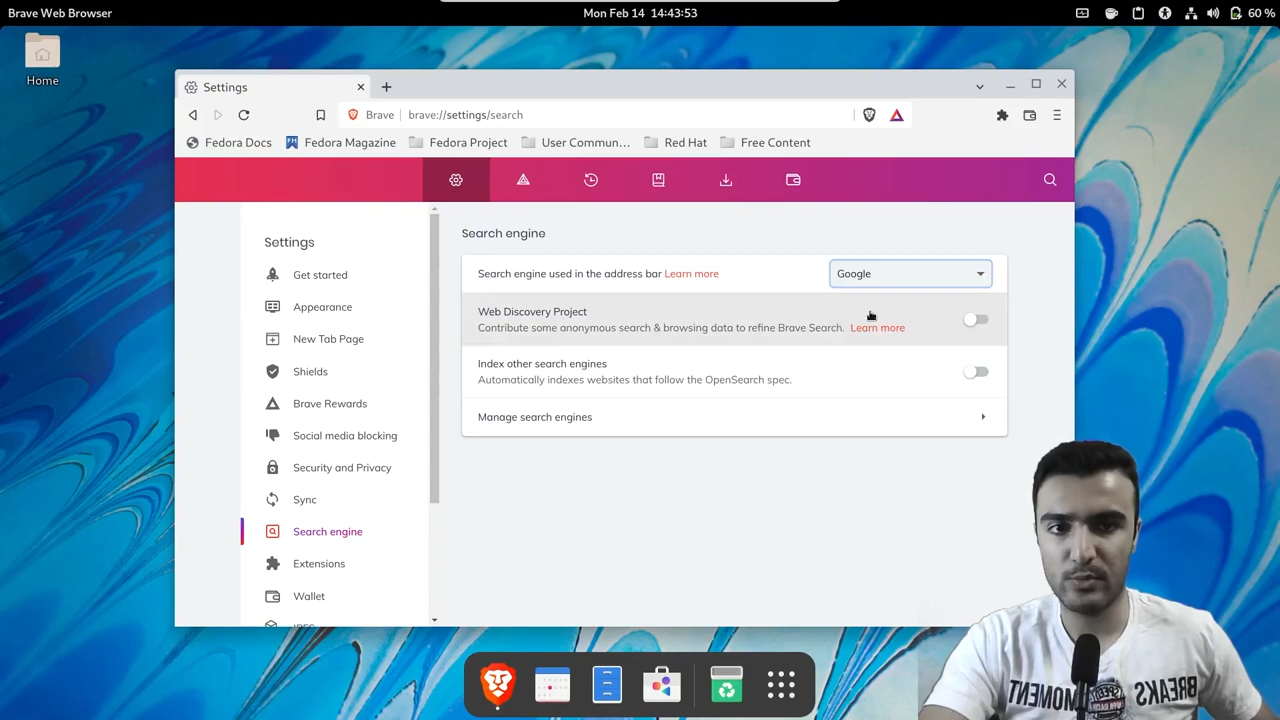 Brave Web Browser
Mon Feb 14 14:43:53
60 %
Home
Settings
Brave
brave://settings/search
Fedora Docs
Fedora Magazine
Fedora Project
User Commun...
Red Hat
Free Content
Settings
Get started
Appearance
New Tab Page
Shields
Brave Rewards
Social media blocking
Security and Privacy
Sync
Search engine
Extensions
Wallet
Search engine
Search engine used in the address bar Learn more
Google
Web Discovery Project
Contribute some anonymous search & browsing data to refine Brave Search. Learn more
Index other search engines
Automatically indexes websites that follow the OpenSearch spec.
Manage search engines
MOMENT
BREAKS